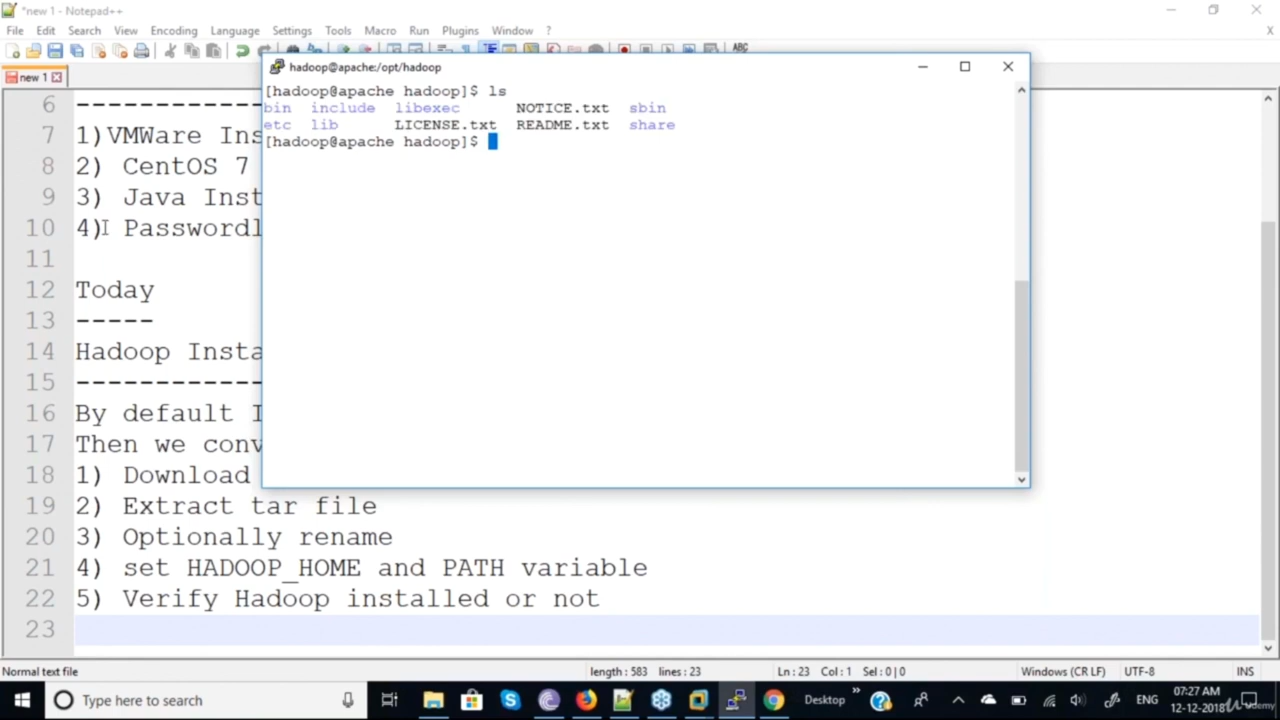 *new 1 - Notepad++
File Edit Search View Encoding Language Settings Tools Macro Run Plugins Window ?
X
ABC
new 1
hadoop@apache:/opt/hadoop
[hadoop@apache hadoop]$ ls
bin include libexec NOTICE.txt sbin
etc lib LICENSE.txt README.txt share
[hadoop@apache hadoop]$
6 -------------
7 1)VMWare Ins
8 2) CentOS 7
9 3) Java Inst
10 4) Passwordl
11
12 Today
13 -----
14 Hadoop Insta
15 ------------
16 By default I
17 Then we conv
18 1) Download
19 2) Extract tar file
20 3) Optionally rename
21 4) set HADOOP_HOME and PATH variable
22 5) Verify Hadoop installed or not
23
Normal text file length : 583 lines : 23 Ln : 23 Col : 1 Sel : 0 | 0 Windows (CR LF) UTF-8 INS
Type here to search Desktop ENG 07:27 AM
12-12-2018
Udemy